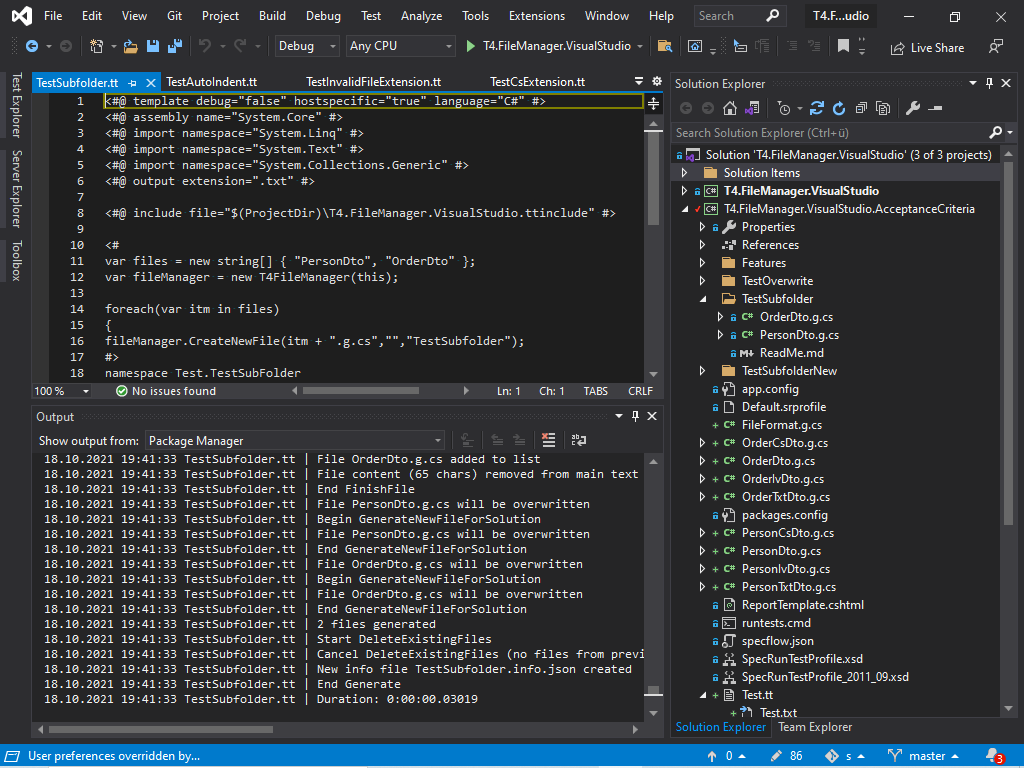 File Edit View Git Project Build Debug Test Analyze Tools Extensions Window Help Search T4.F...udio
Debug Any CPU T4.FileManager.VisualStudio Live Share
Test Explorer
Server Explorer
Toolbox
TestSubfolder.tt TestAutoIndent.tt TestInvalidFileExtension.tt TestCsExtension.tt
1 <#@ template debug="false" hostspecific="true" language="C#" #>
2 <#@ assembly name="System.Core" #>
3 <#@ import namespace="System.Linq" #>
4 <#@ import namespace="System.Text" #>
5 <#@ import namespace="System.Collections.Generic" #>
6 <#@ output extension=".txt" #>
7
8 <#@ include file="$(ProjectDir)\T4.FileManager.VisualStudio.ttinclude" #>
9
10 <#
11 var files = new string[] { "PersonDto", "OrderDto" };
12 var fileManager = new T4FileManager(this);
13
14 foreach(var itm in files)
15 {
16 fileManager.CreateNewFile(itm + ".g.cs","","TestSubfolder");
17 #>
18 namespace Test.TestSubFolder
100 % No issues found Ln: 1 Ch: 1 TABS CRLF
Output
Show output from: Package Manager
18.10.2021 19:41:33 TestSubfolder.tt | File OrderDto.g.cs added to list
18.10.2021 19:41:33 TestSubfolder.tt | File content (65 chars) removed from main text
18.10.2021 19:41:33 TestSubfolder.tt | End FinishFile
18.10.2021 19:41:33 TestSubfolder.tt | File PersonDto.g.cs will be overwritten
18.10.2021 19:41:33 TestSubfolder.tt | Begin GenerateNewFileForSolution
18.10.2021 19:41:33 TestSubfolder.tt | File PersonDto.g.cs will be overwritten
18.10.2021 19:41:33 TestSubfolder.tt | End GenerateNewFileForSolution
18.10.2021 19:41:33 TestSubfolder.tt | File OrderDto.g.cs will be overwritten
18.10.2021 19:41:33 TestSubfolder.tt | Begin GenerateNewFileForSolution
18.10.2021 19:41:33 TestSubfolder.tt | File OrderDto.g.cs will be overwritten
18.10.2021 19:41:33 TestSubfolder.tt | End GenerateNewFileForSolution
18.10.2021 19:41:33 TestSubfolder.tt | 2 files generated
18.10.2021 19:41:33 TestSubfolder.tt | Start DeleteExistingFiles
18.10.2021 19:41:33 TestSubfolder.tt | Cancel DeleteExistingFiles (no files from previ
18.10.2021 19:41:33 TestSubfolder.tt | New info file TestSubfolder.info.json created
18.10.2021 19:41:33 TestSubfolder.tt | End Generate
18.10.2021 19:41:33 TestSubfolder.tt | Duration: 0:00:00.03019
Solution Explorer
Search Solution Explorer (Ctrl+ü)
Solution 'T4.FileManager.VisualStudio' (3 of 3 projects)
Solution Items
C# T4.FileManager.VisualStudio
C# T4.FileManager.VisualStudio.AcceptanceCriteria
Properties
References
Features
TestOverwrite
TestSubfolder
C# OrderDto.g.cs
C# PersonDto.g.cs
M↓ ReadMe.md
TestSubfolderNew
app.config
Default.srprofile
+ C# FileFormat.g.cs
+ C# OrderCsDto.g.cs
+ C# OrderDto.g.cs
+ C# OrderIvDto.g.cs
+ C# OrderTxtDto.g.cs
packages.config
+ C# PersonCsDto.g.cs
+ C# PersonDto.g.cs
+ C# PersonIvDto.g.cs
+ C# PersonTxtDto.g.cs
ReportTemplate.cshtml
runtests.cmd
specflow.json
SpecRunTestProfile.xsd
SpecRunTestProfile_2011_09.xsd
+ Test.tt
+ Test.txt
Solution Explorer Team Explorer
User preferences overridden by... 0 86 s master 3